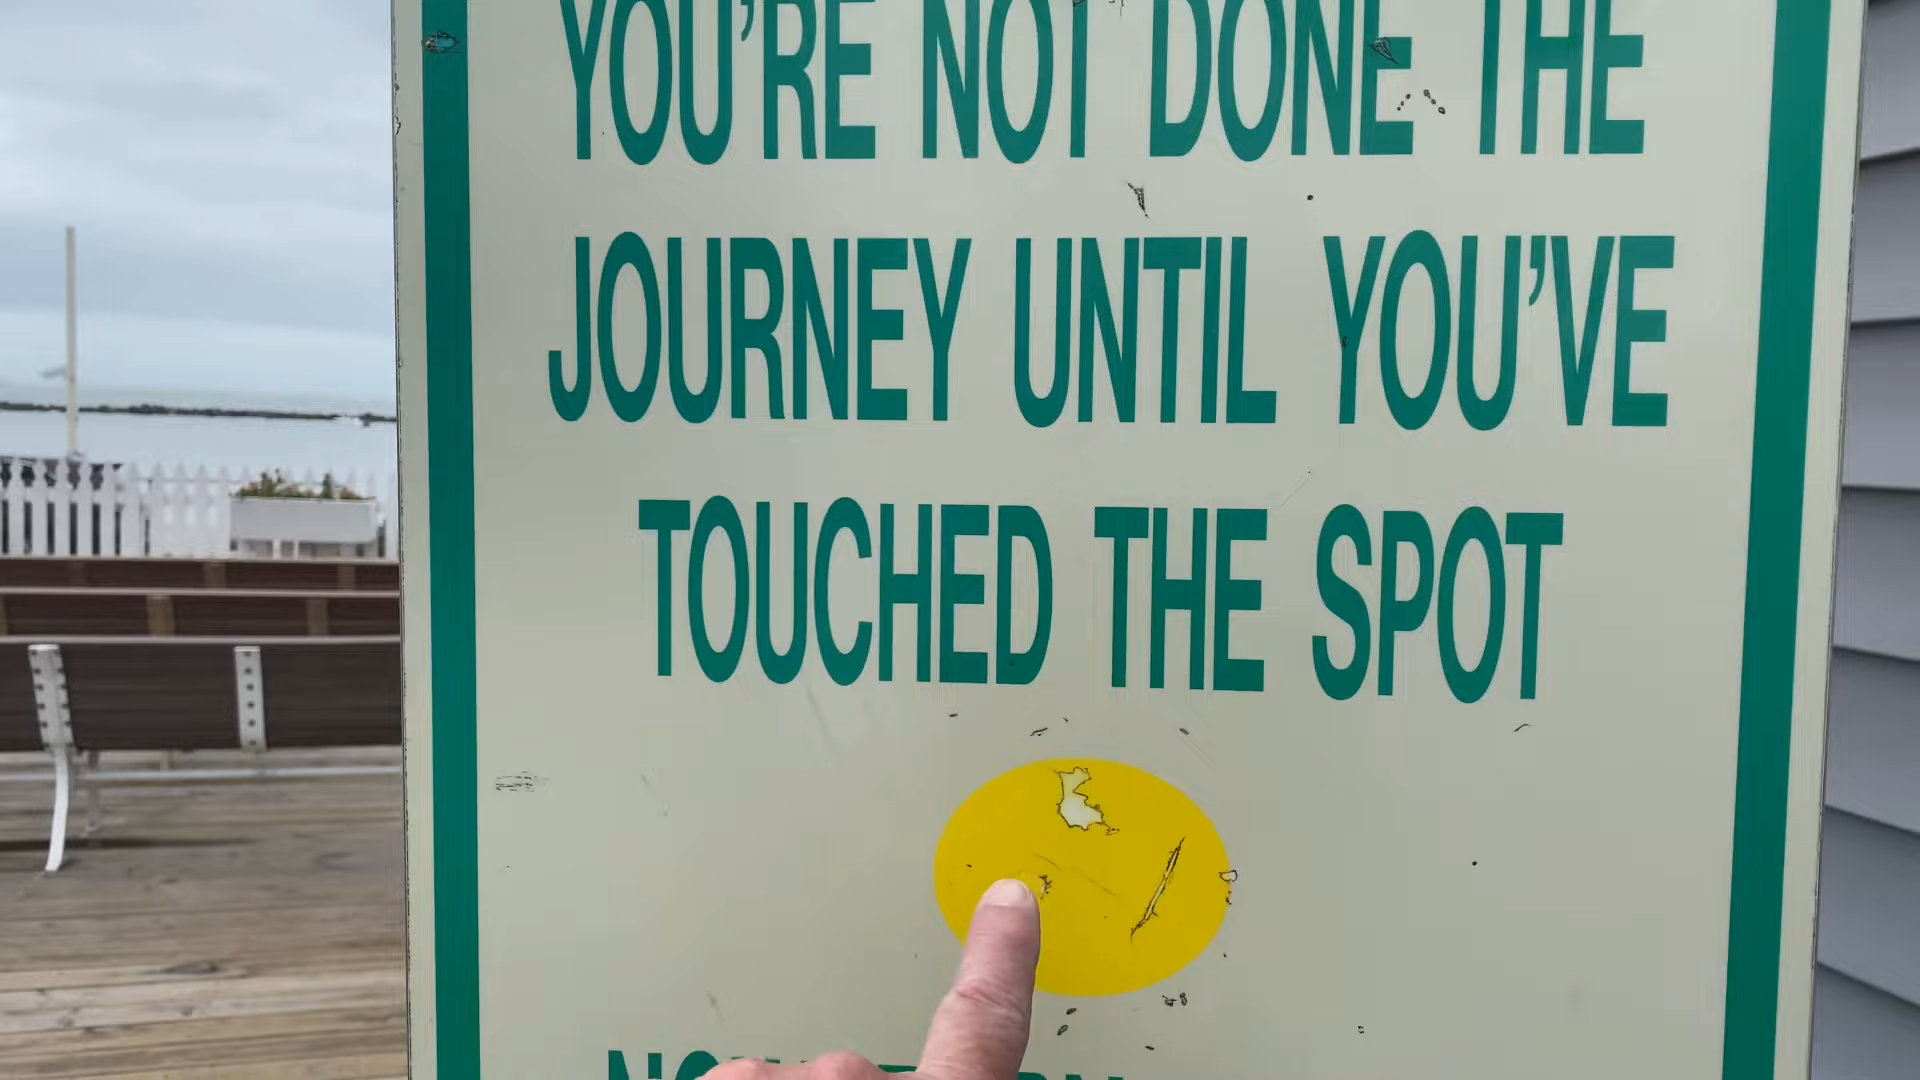 YOU'RE NOT DONE THE
JOURNEY UNTIL YOU'VE
TOUCHED THE SPOT